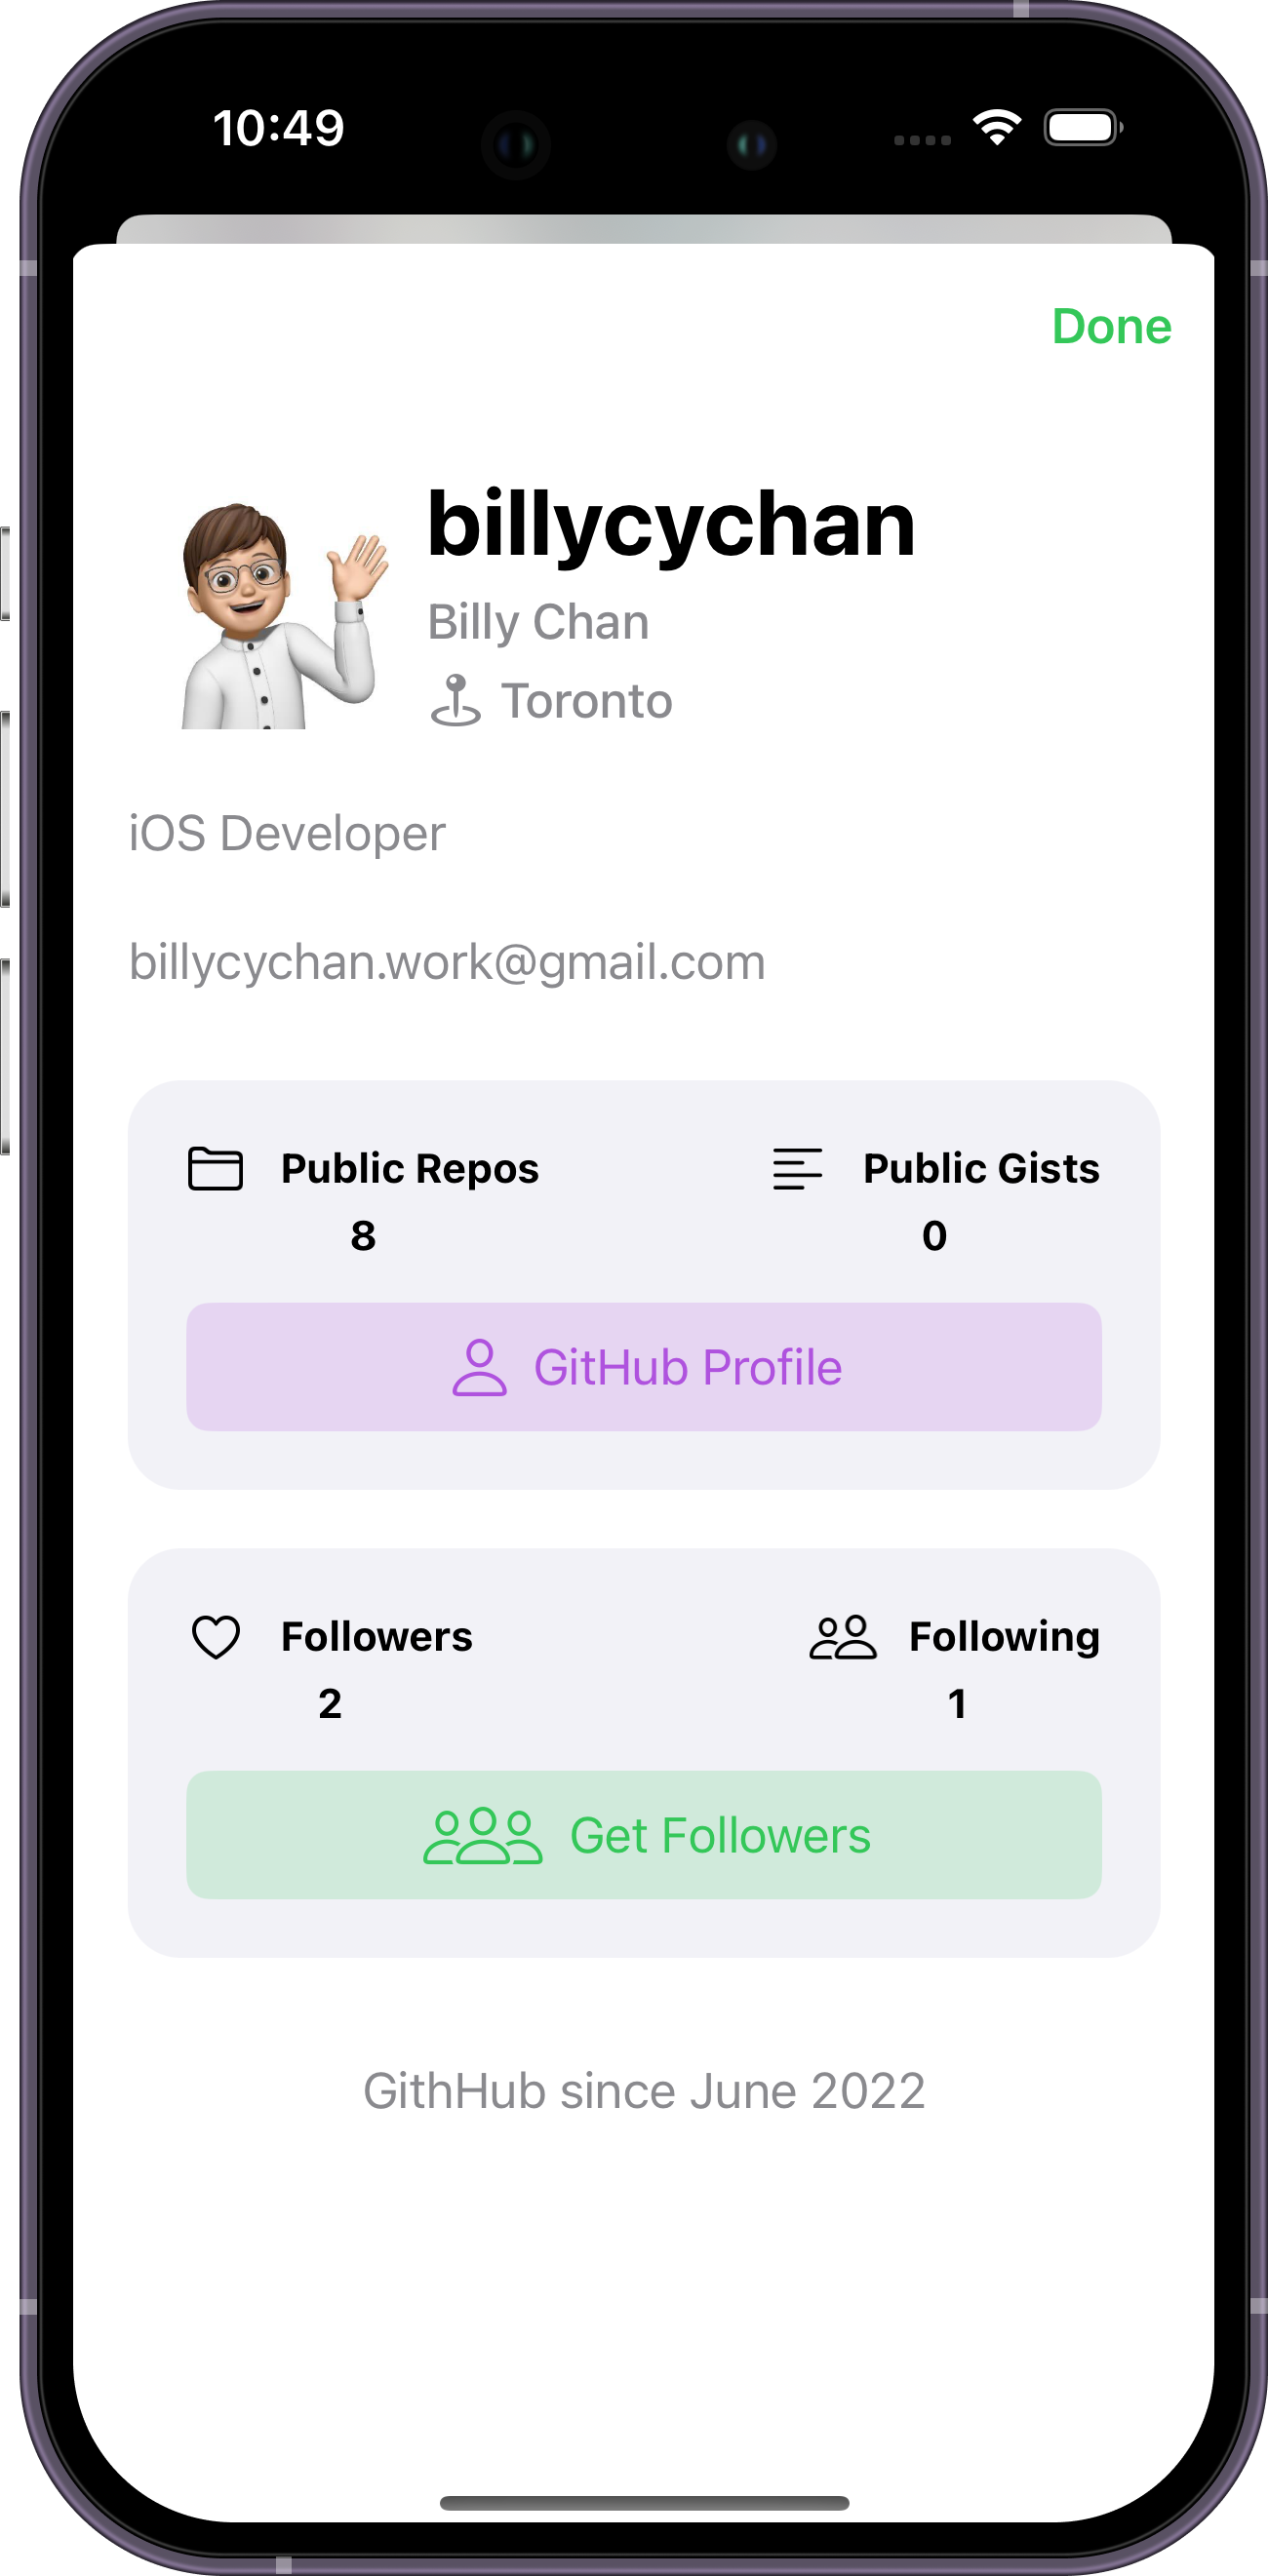 10:49
Done
billycychan
Billy Chan
Toronto
iOS Developer
billycychan.work@gmail.com
Public Repos
8
Public Gists
0
GitHub Profile
Followers
2
Following
1
Get Followers
GithHub since June 2022